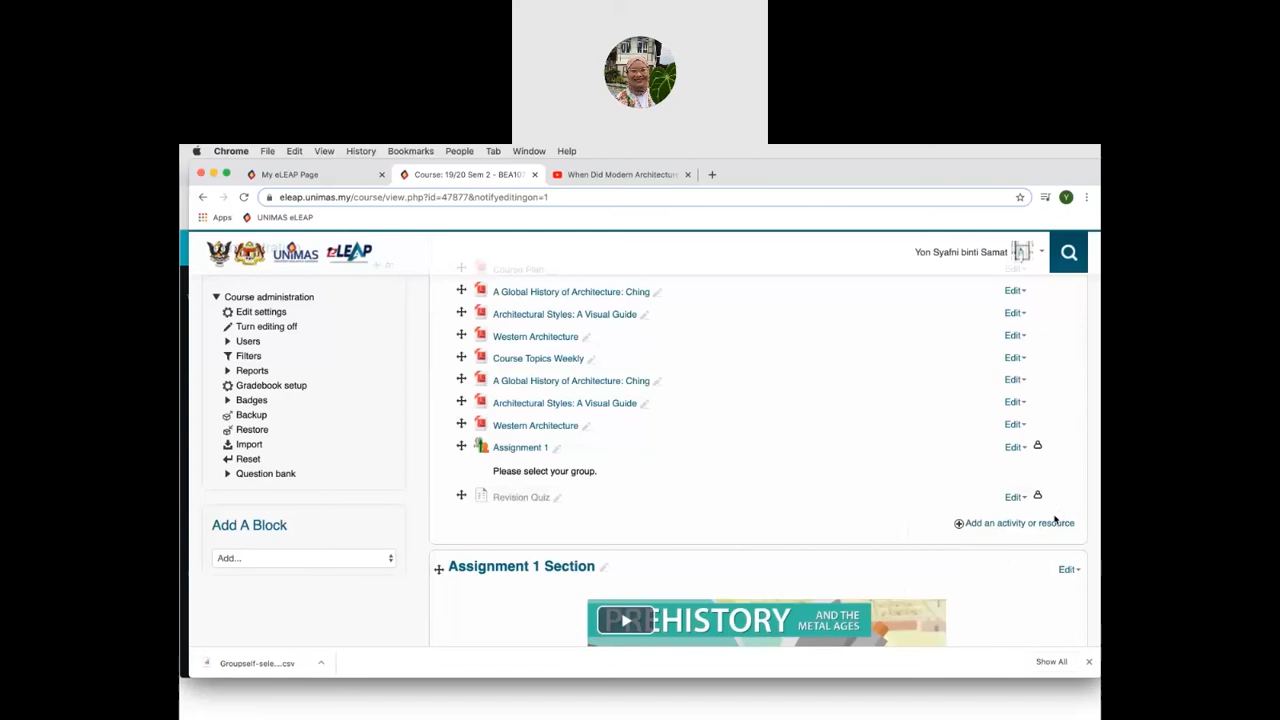 Chrome File Edit View History Bookmarks People Tab Window Help
My eLEAP Page
Course: 19/20 Sem 2 - BEA107
When Did Modern Architecture
eleap.unimas.my/course/view.php?id=47877&notifyeditingon=1
Y
Apps UNIMAS eLEAP
UNIMAS eLEAP
Yon Syafni binti Samat
Course Plan Edit
Course administration
Edit settings
Turn editing off
Users
Filters
Reports
Gradebook setup
Badges
Backup
Restore
Import
Reset
Question bank
Add A Block
Add...
A Global History of Architecture: Ching Edit
Architectural Styles: A Visual Guide Edit
Western Architecture Edit
Course Topics Weekly Edit
A Global History of Architecture: Ching Edit
Architectural Styles: A Visual Guide Edit
Western Architecture Edit
Assignment 1 Edit
Please select your group.
Revision Quiz Edit
Add an activity or resource
Assignment 1 Section Edit
PREHISTORY AND THE
METAL AGES
Groupself-sele....csv
Show All